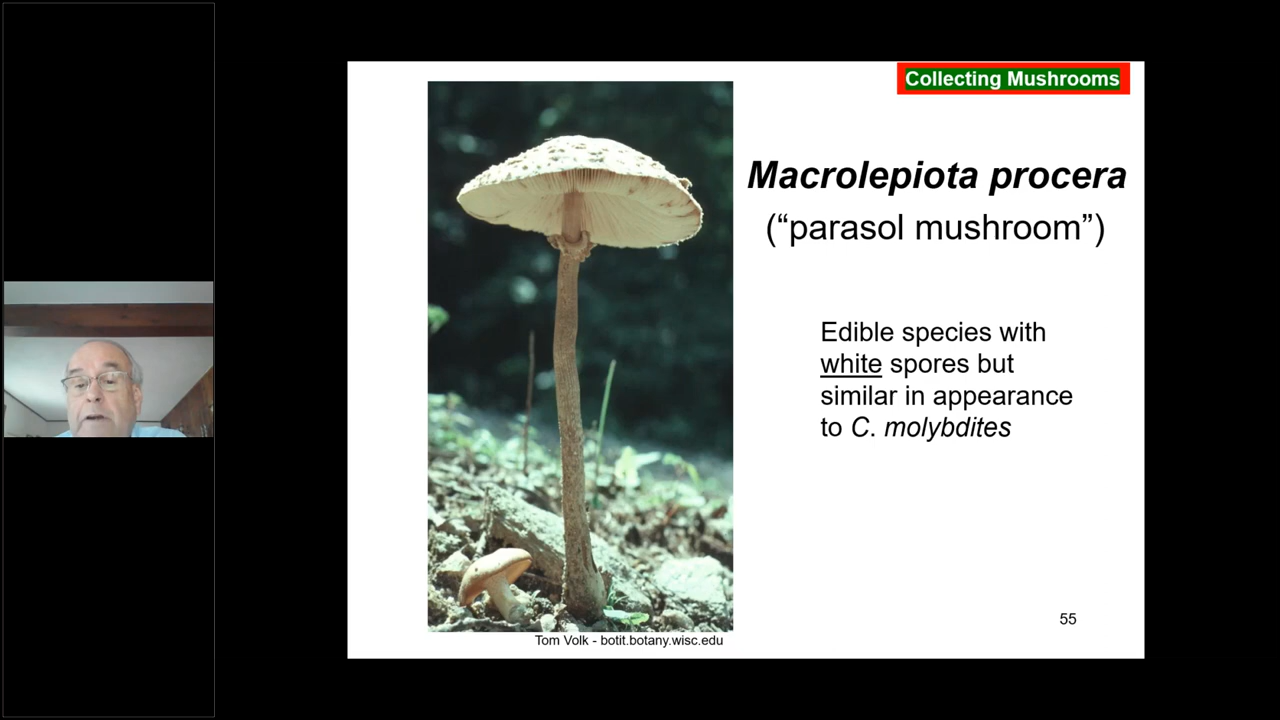 Collecting Mushrooms
Macrolepiota procera
(“parasol mushroom”)
Edible species with
white spores but
similar in appearance
to C. molybdites
55
Tom Volk - botit.botany.wisc.edu